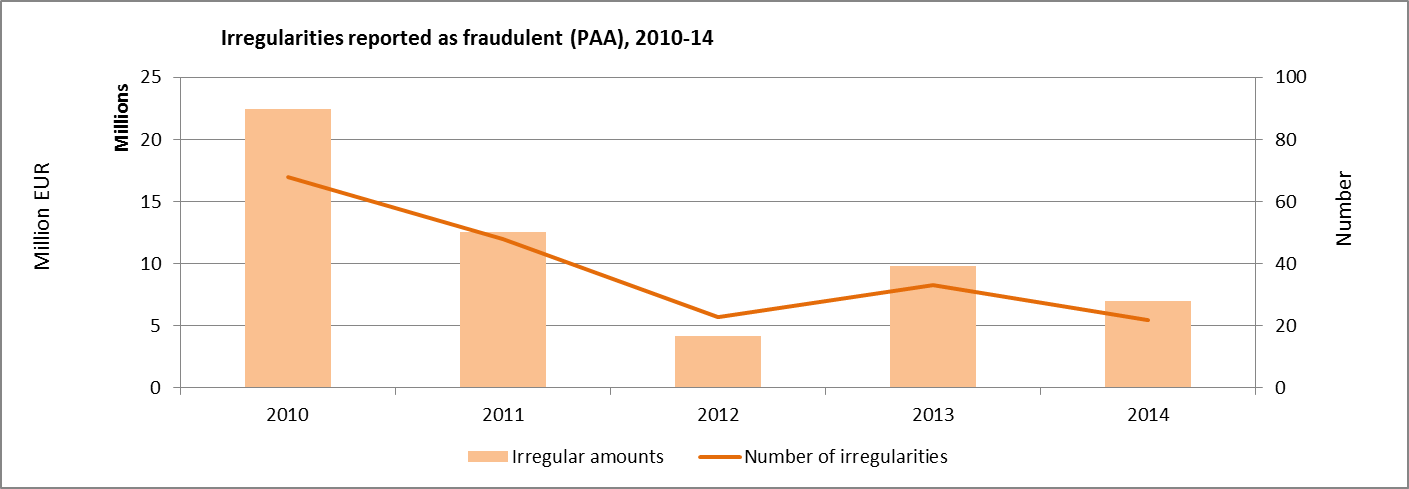 Irregularities reported as fraudulent (PAA), 2010-14
Million EUR
Millions
25
20
15
10
5
0
100
80
60
40
20
0
Number
2010 2011 2012 2013 2014
Irregular amounts Number of irregularities